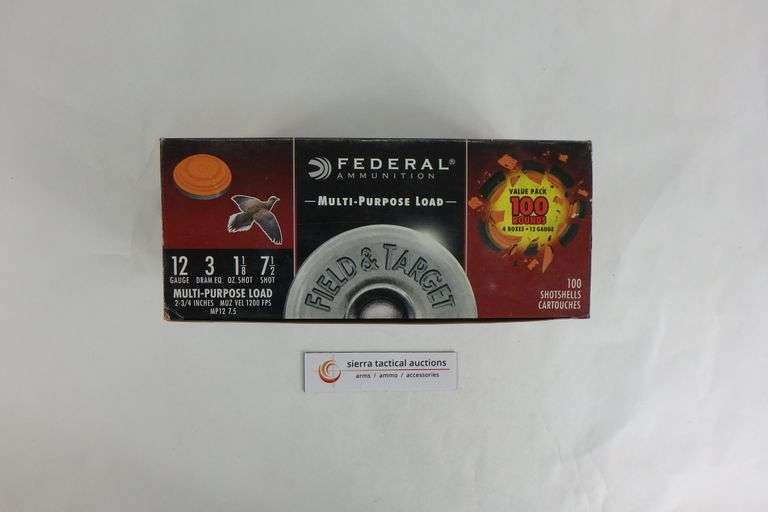 FEDERAL®
AMMUNITION
MULTI-PURPOSE LOAD
FIELD & TARGET
12 3 1 1/8 7 1/2
GAUGE DRAM EQ. OZ. SHOT SHOT
MULTI-PURPOSE LOAD
2-3/4 INCHES MUZ VEL 1200 FPS
MP12 7.5
VALUE PACK
100
ROUNDS
4 BOXES • 12 GAUGE
100
SHOTSHELLS
CARTOUCHES
sierra tactical auctions
arms / ammo / accessories